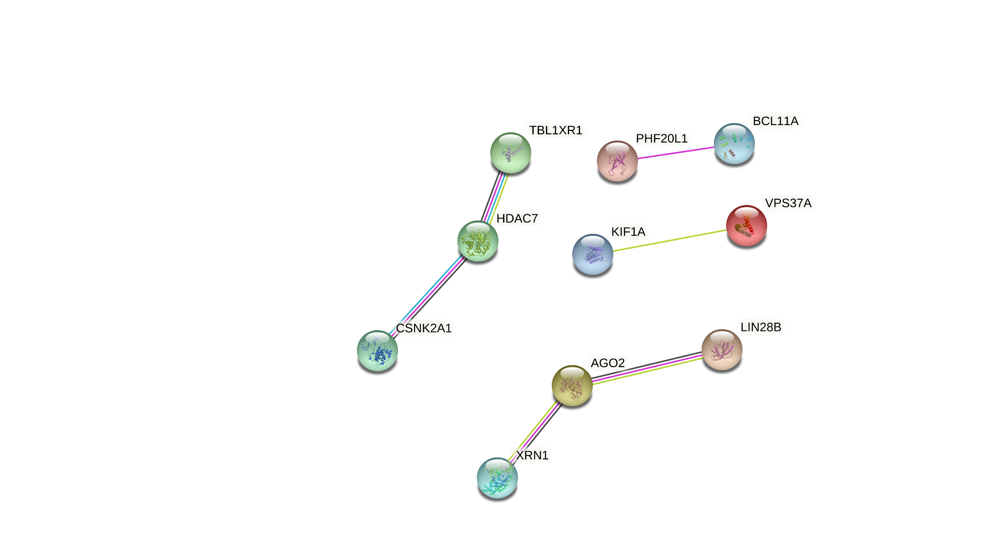 BCL11A
TBL1XR1
PHF20L1
VPS37A
HDAC7
KIF1A
LIN28B
CSNK2A1
AGO2
XRN1